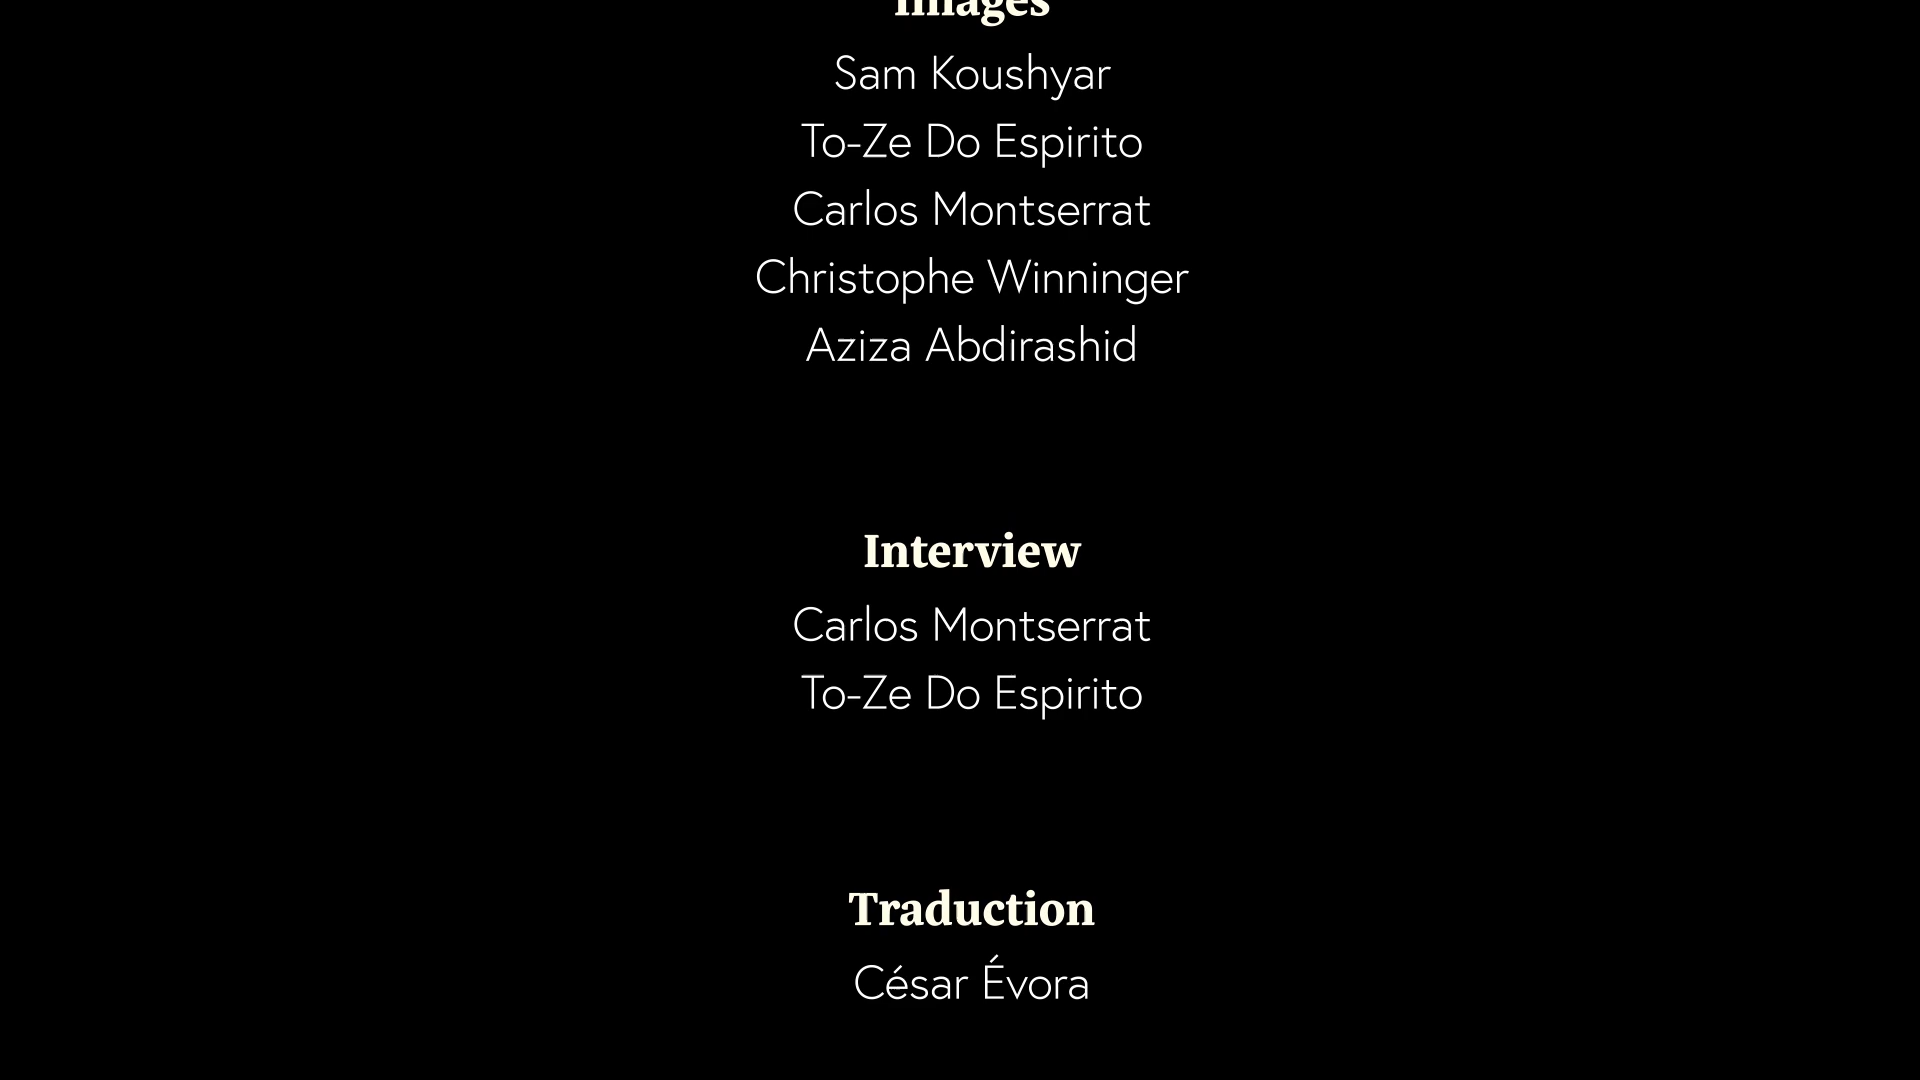 Images
Sam Koushyar
To-Ze Do Espirito
Carlos Montserrat
Christophe Winninger
Aziza Abdirashid
Interview
Carlos Montserrat
To-Ze Do Espirito
Traduction
César Évora